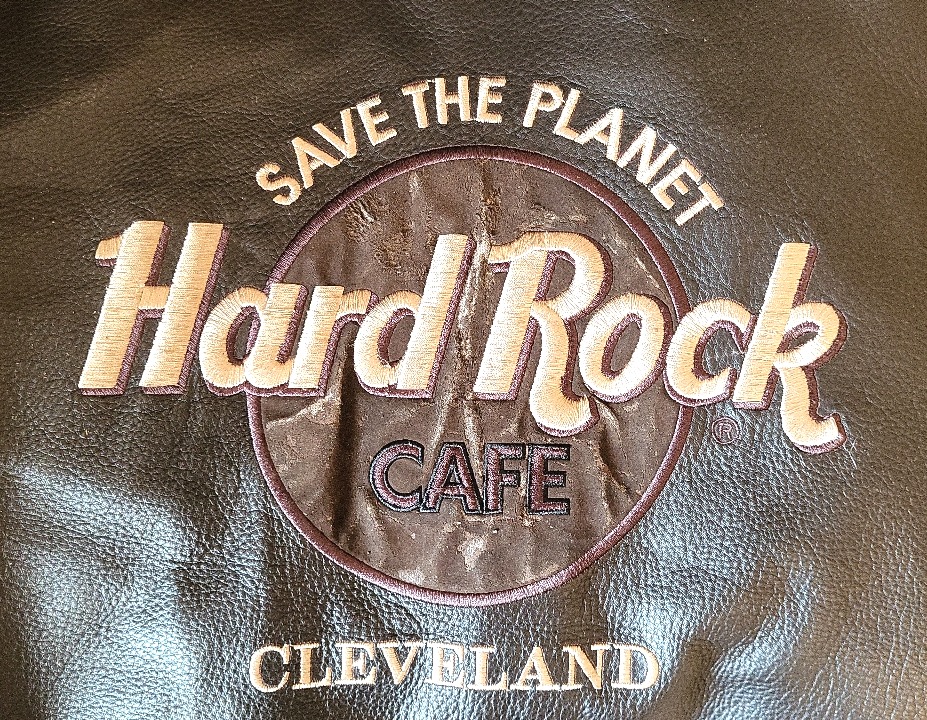 SAVE THE PLANET
Hard Rock
®
CAFE
CLEVELAND